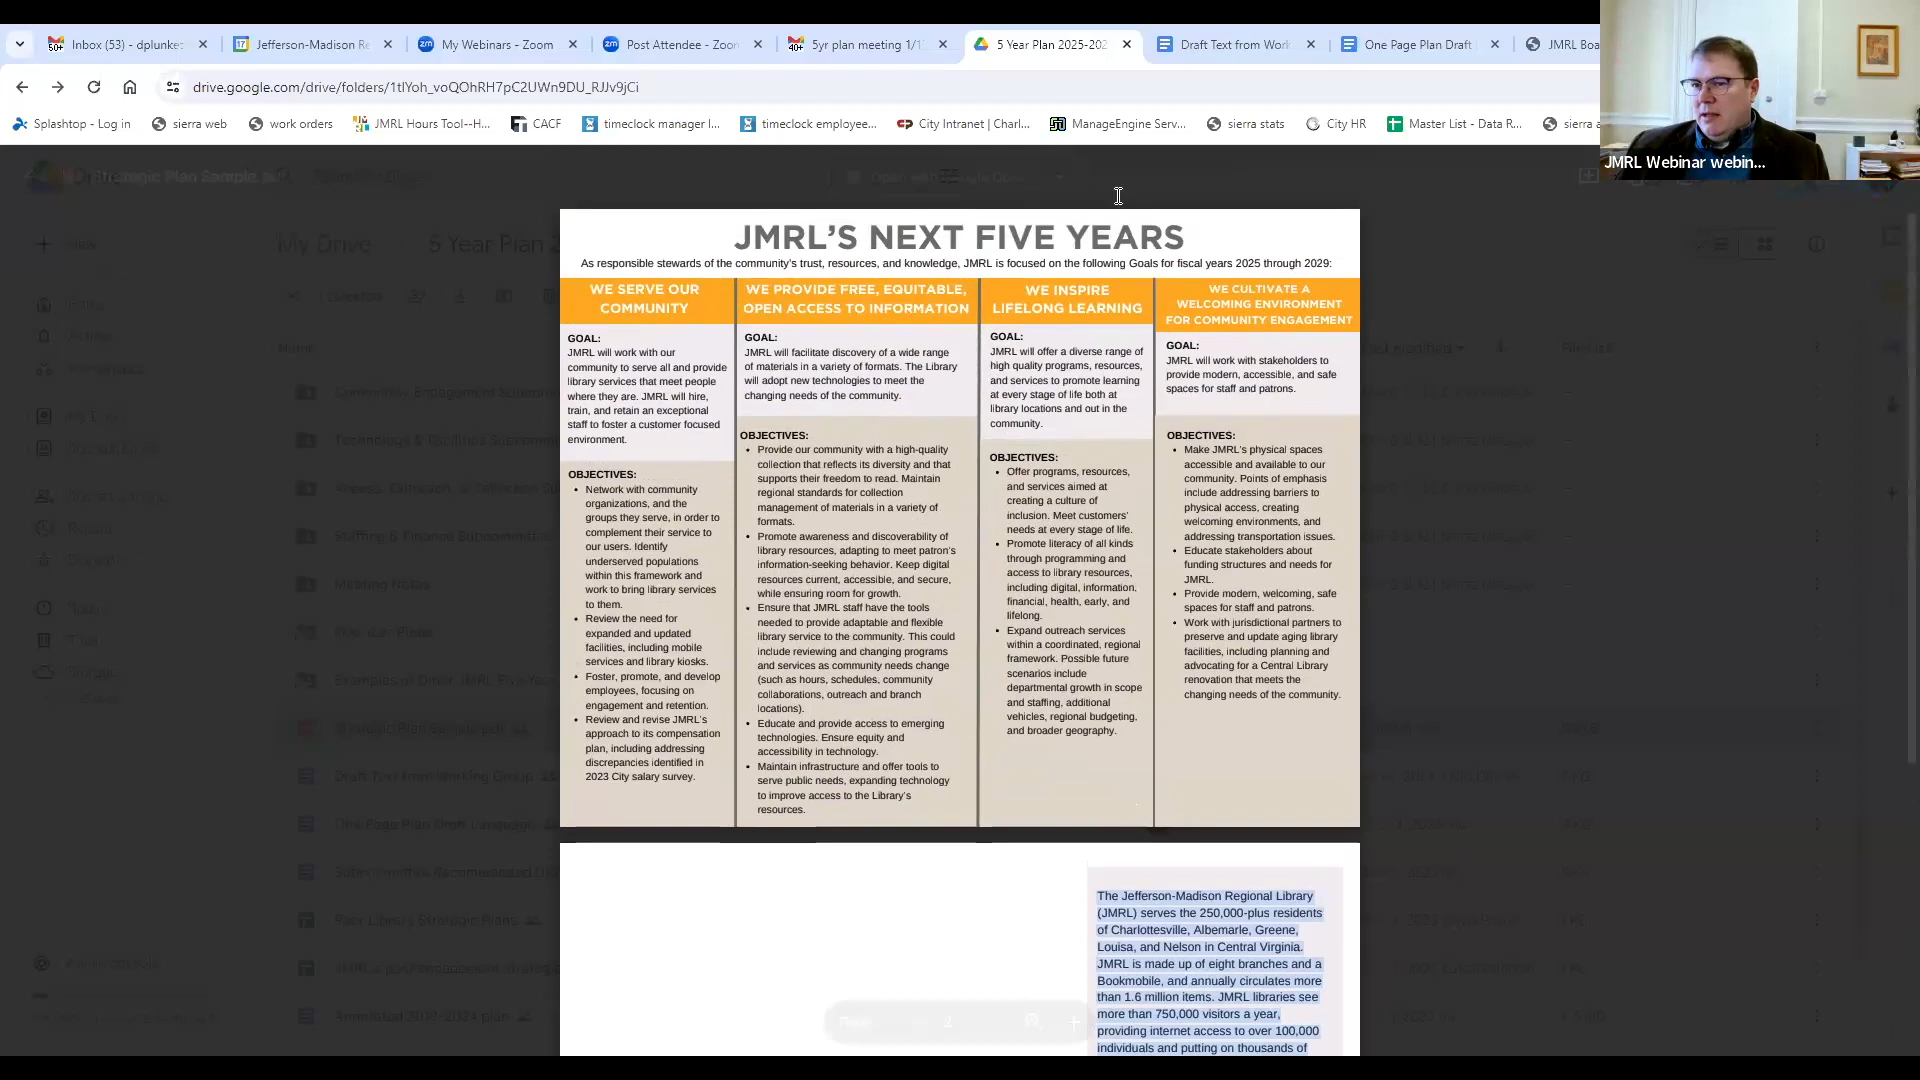 Inbox (53) - dplunke
Jefferson-Madison Re
My Webinars - Zoom
Post Attendee - Zoom
5yr plan meeting 1/1
5 Year Plan 2025-202
Draft Text from Work
One Page Plan Draft
JMRL Boa
drive.google.com/drive/folders/1tlYoh_voQOhRH7pC2UWn9DU_RJJv9jCi
Splashtop - Log in
sierra web
work orders
JMRL Hours Tool--H...
CACF
timeclock manager l...
timeclock employee...
City Intranet | Charl...
ManageEngine Serv...
sierra stats
City HR
Master List - Data R...
sierra a
JMRL Webinar webin...
JMRL'S NEXT FIVE YEARS
As responsible stewards of the community's trust, resources, and knowledge, JMRL is focused on the following Goals for fiscal years 2025 through 2029:
WE SERVE OUR
COMMUNITY
GOAL:
JMRL will work with our
community to serve all and provide
library services that meet people
where they are. JMRL will hire,
train, and retain an exceptional
staff to foster a customer focused
environment.
OBJECTIVES:
• Network with community
organizations, and the
groups they serve, in order to
complement their service to
our users. Identify
underserved populations
within this framework and
work to bring library services
to them.
• Review the need for
expanded and updated
facilities, including mobile
services and library kiosks.
• Foster, promote, and develop
employees, focusing on
engagement and retention.
• Review and revise JMRL's
approach to its compensation
plan, including addressing
discrepancies identified in
2023 City salary survey.
WE PROVIDE FREE, EQUITABLE,
OPEN ACCESS TO INFORMATION
GOAL:
JMRL will facilitate discovery of a wide range
of materials in a variety of formats. The Library
will adopt new technologies to meet the
changing needs of the community.
OBJECTIVES:
• Provide our community with a high-quality
collection that reflects its diversity and that
supports their freedom to read. Maintain
regional standards for collection
management of materials in a variety of
formats.
• Promote awareness and discoverability of
library resources, adapting to meet patron's
information-seeking behavior. Keep digital
resources current, accessible, and secure,
while ensuring room for growth.
• Ensure that JMRL staff have the tools
needed to provide adaptable and flexible
library service to the community. This could
include reviewing and changing programs
and services as community needs change
(such as hours, schedules, community
collaborations, outreach and branch
locations).
• Educate and provide access to emerging
technologies. Ensure equity and
accessibility in technology.
• Maintain infrastructure and offer tools to
serve public needs, expanding technology
to improve access to the Library's
resources.
WE INSPIRE
LIFELONG LEARNING
GOAL:
JMRL will offer a diverse range of
high quality programs, resources,
and services to promote learning
at every stage of life both at
library locations and out in the
community.
OBJECTIVES:
• Offer programs, resources,
and services aimed at
creating a culture of
inclusion. Meet customers'
needs at every stage of life.
• Promote literacy of all kinds
through programming and
access to library resources,
including digital, information,
financial, health, early, and
lifelong.
• Expand outreach services
within a coordinated, regional
framework. Possible future
scenarios include
departmental growth in scope
and staffing, additional
vehicles, regional budgeting,
and broader geography.
WE CULTIVATE A
WELCOMING ENVIRONMENT
FOR COMMUNITY ENGAGEMENT
GOAL:
JMRL will work with stakeholders to
provide modern, accessible, and safe
spaces for staff and patrons.
OBJECTIVES:
• Make JMRL's physical spaces
accessible and available to our
community. Points of emphasis
include addressing barriers to
physical access, creating
welcoming environments, and
addressing transportation issues.
• Educate stakeholders about
funding structures and needs for
JMRL.
• Provide modern, welcoming, safe
spaces for staff and patrons.
• Work with jurisdictional partners to
preserve and update aging library
facilities, including planning and
advocating for a Central Library
renovation that meets the
changing needs of the community.
The Jefferson-Madison Regional Library
(JMRL) serves the 250,000-plus residents
of Charlottesville, Albemarle, Greene,
Louisa, and Nelson in Central Virginia.
JMRL is made up of eight branches and a
Bookmobile, and annually circulates more
than 1.6 million items. JMRL libraries see
more than 750,000 visitors a year,
providing internet access to over 100,000
individuals and putting on thousands of